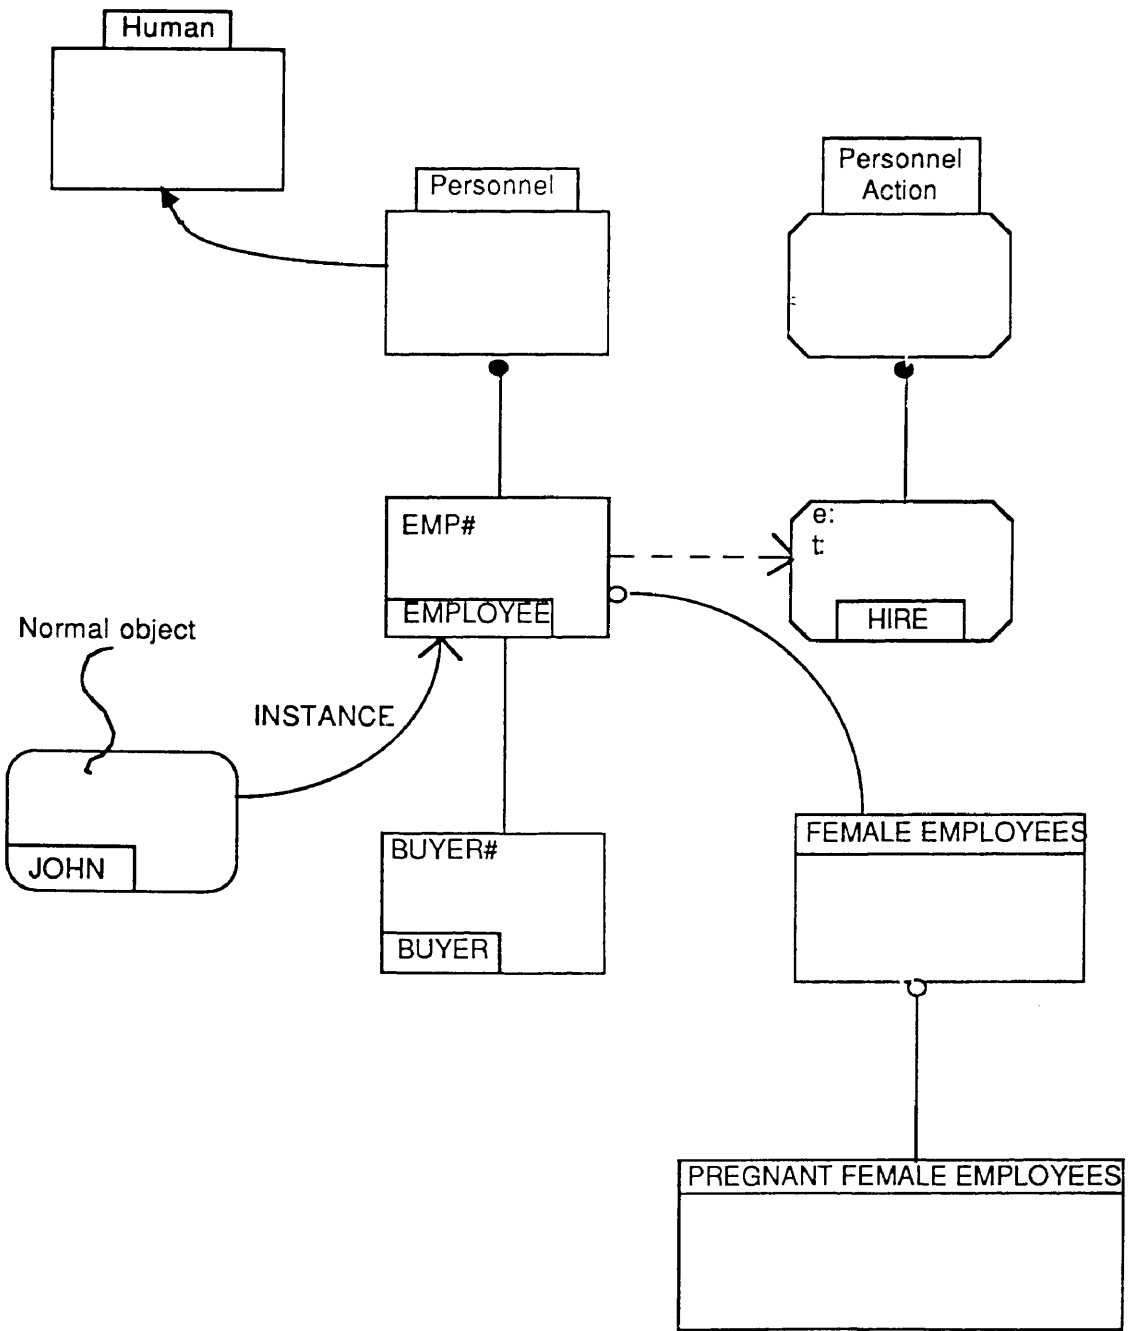 Human
Personnel
Personnel
Action
EMP#
EMPLOYEE
e:
t:
HIRE
Normal object
INSTANCE
JOHN
BUYER#
BUYER
FEMALE EMPLOYEES
PREGNANT FEMALE EMPLOYEES